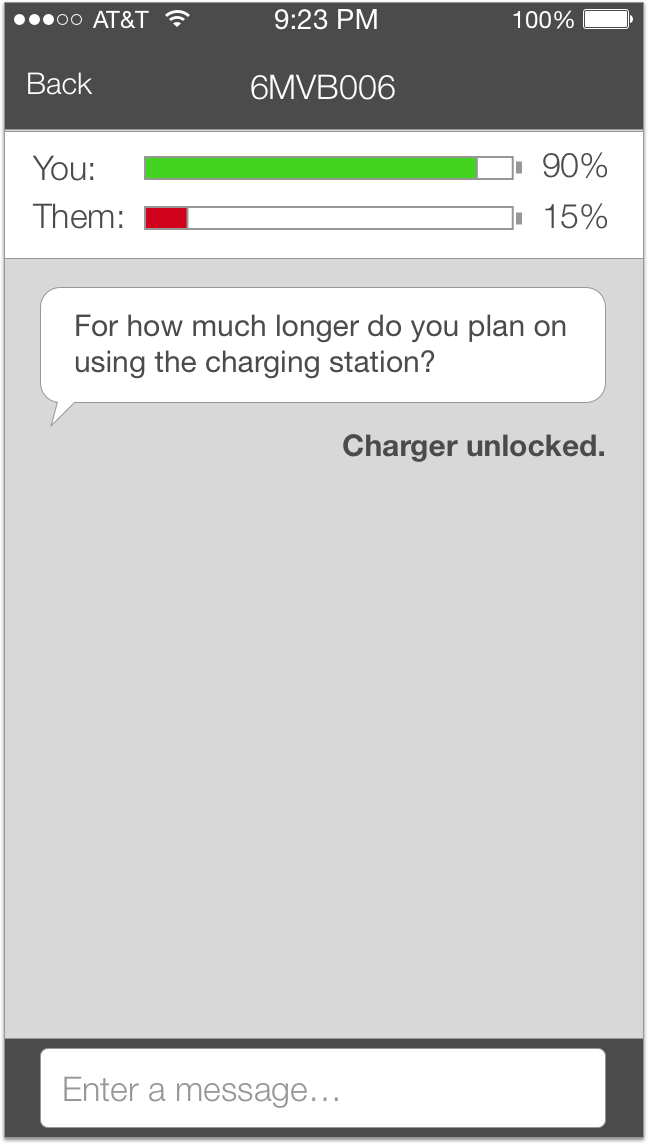 AT&T 9:23 PM 100%
Back 6MVB006
You: 90%
Them: 15%
For how much longer do you plan on
using the charging station?
Charger unlocked.
Enter a message...